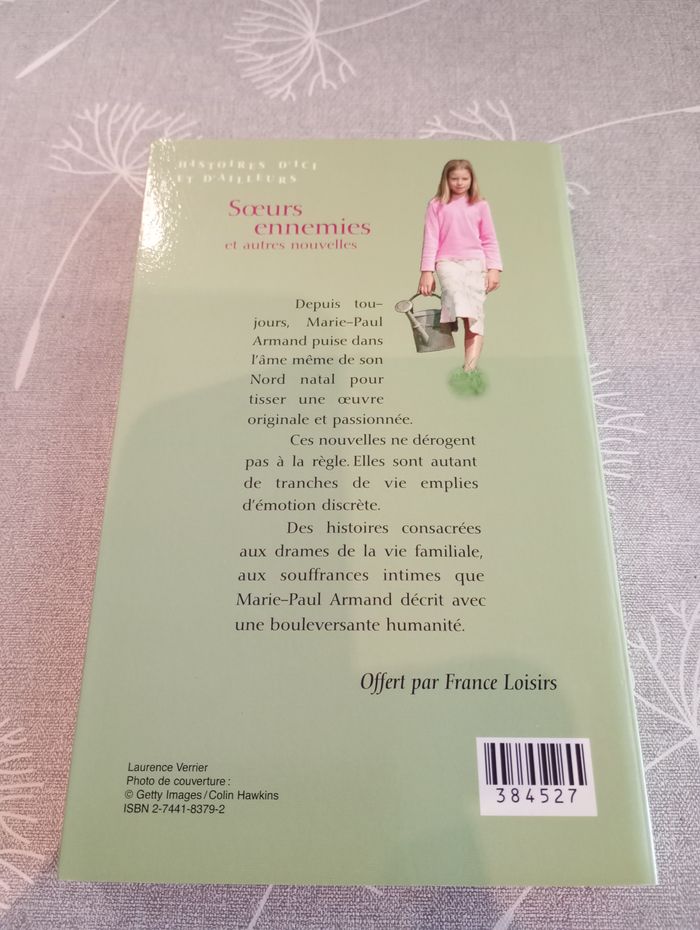 HISTOIRES D'ICI
ET D'AILLEURS
Sœurs
ennemies
et autres nouvelles
Depuis tou–
jours, Marie–Paul
Armand puise dans
l'âme même de son
Nord natal pour
tisser une œuvre
originale et passionnée.
Ces nouvelles ne dérogent
pas à la règle. Elles sont autant
de tranches de vie emplies
d'émotion discrète.
Des histoires consacrées
aux drames de la vie familiale,
aux souffrances intimes que
Marie–Paul Armand décrit avec
une bouleversante humanité.
Offert par France Loisirs
Laurence Verrier
Photo de couverture :
© Getty Images / Colin Hawkins
ISBN 2-7441-8379-2
384527